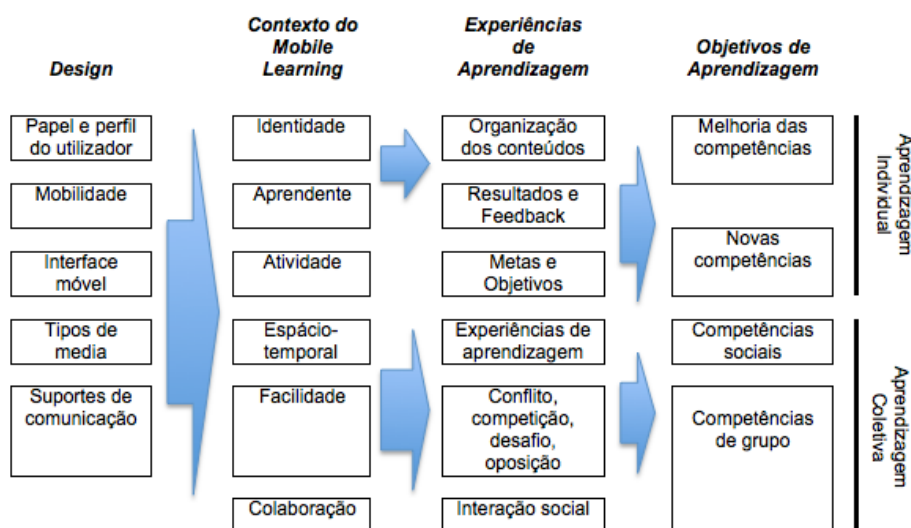 Design
Contexto do
Mobile
Learning
Experiências
de
Aprendizagem
Objetivos de
Aprendizagem
Papel e perfil
do utilizador
Mobilidade
Interface
móvel
Tipos de
media
Suportes de
comunicação
Identidade
Aprendente
Atividade
Espácio-
temporal
Facilidade
Colaboração
Organização
dos conteúdos
Resultados e
Feedback
Metas e
Objetivos
Experiências de
aprendizagem
Conflito,
competição,
desafio,
oposição
Interação social
Melhoria das
competências
Novas
competências
Competências
sociais
Competências
de grupo
Aprendizagem
Individual
Aprendizagem
Coletiva